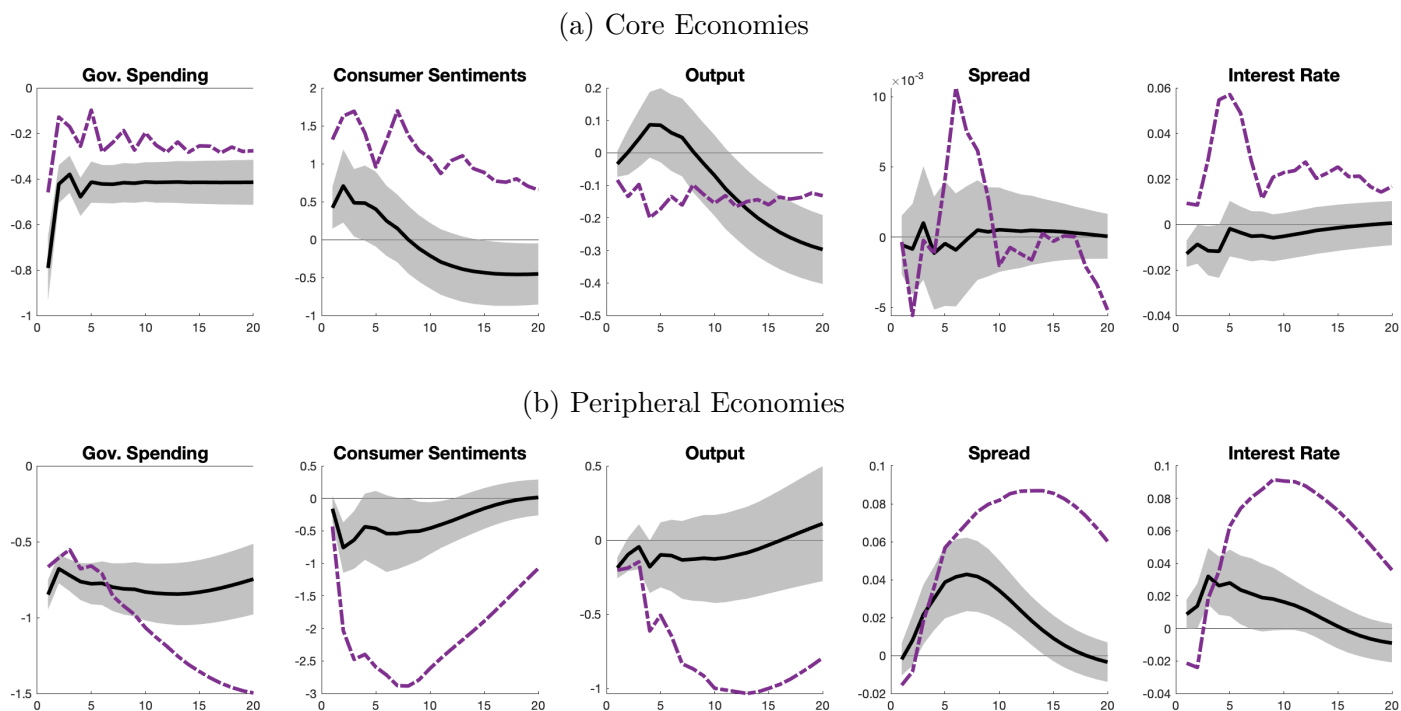 (a) Core Economies
Gov. Spending Consumer Sentiments Output Spread Interest Rate
0 2 0.2 10 ×10⁻³ 0.06
-0.2 1.5 0.1 0.04
1 0 5
-0.4 0.5 -0.1 0.02
-0.6 0 -0.2 0 0
-0.8 -0.5 -0.3 -0.02
-0.4 -5
-1 -1 -0.5 -0.04
0 5 10 15 20 0 5 10 15 20 0 5 10 15 20 0 5 10 15 20 0 5 10 15 20
(b) Peripheral Economies
Gov. Spending Consumer Sentiments Output Spread Interest Rate
0 0.5 0.5 0.1 0.1
0 0.08 0.08
-0.5 -0.5 0 0.06 0.06
-1 0.04 0.04
-1.5 0.02
-1 -2 -0.5 0.02 0
-2.5 0 -0.02
-1.5 -3 -1 -0.02 -0.04
0 5 10 15 20 0 5 10 15 20 0 5 10 15 20 0 5 10 15 20 0 5 10 15 20